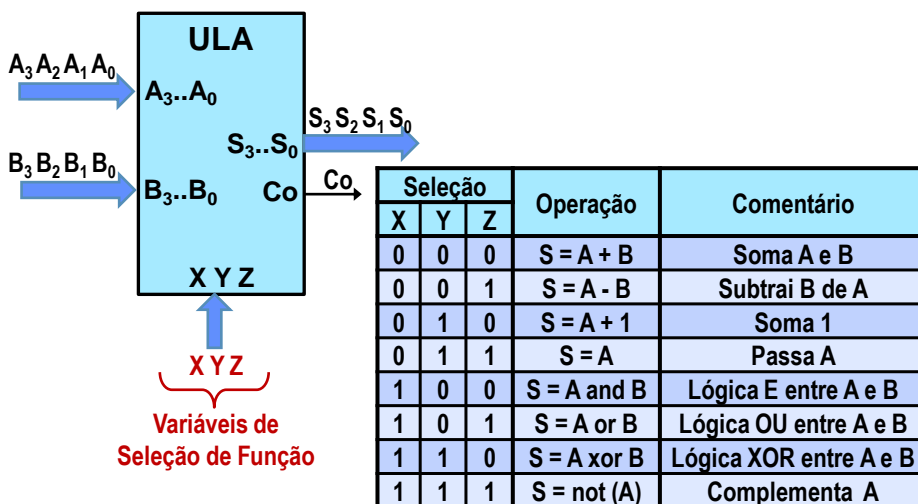 ULA
A₃ A₂ A₁ A₀
A₃..A₀
S₃ S₂ S₁ S₀
S₃..S₀
B₃ B₂ B₁ B₀
B₃..B₀
Co
Co
X Y Z
X Y Z
Variáveis de
Seleção de Função
Seleção Operação Comentário
X Y Z
0 0 0 S = A + B Soma A e B
0 0 1 S = A - B Subtrai B de A
0 1 0 S = A + 1 Soma 1
0 1 1 S = A Passa A
1 0 0 S = A and B Lógica E entre A e B
1 0 1 S = A or B Lógica OU entre A e B
1 1 0 S = A xor B Lógica XOR entre A e B
1 1 1 S = not (A) Complementa A